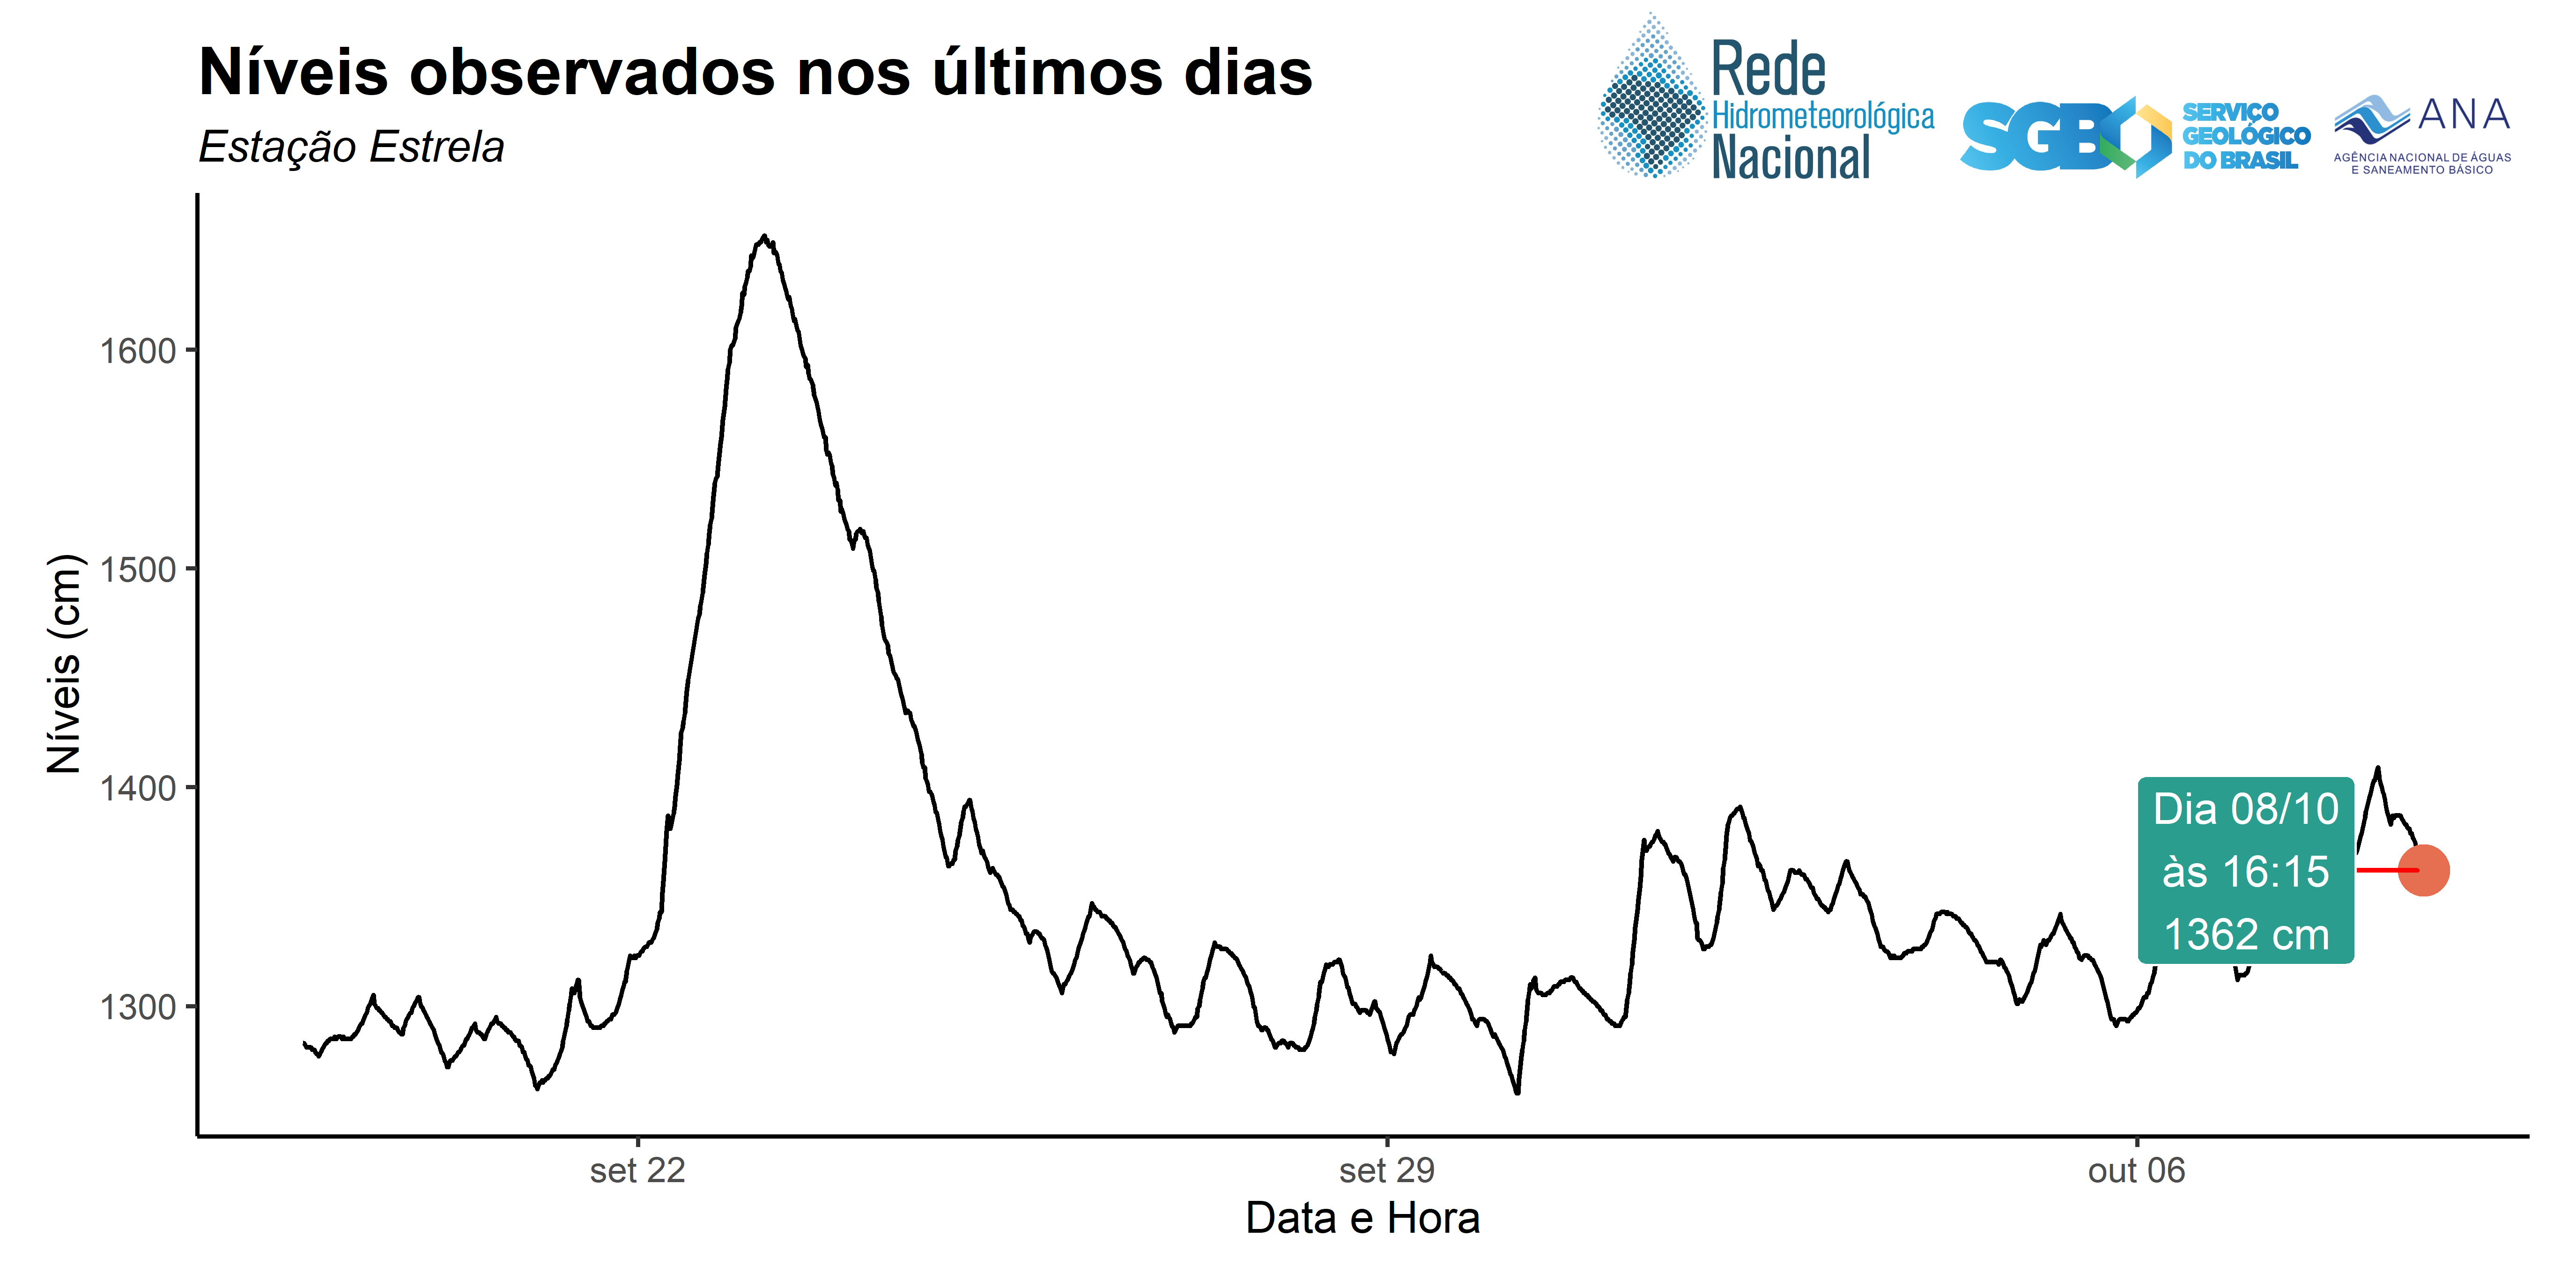 Níveis observados nos últimos dias
Estação Estrela
Rede
Hidrometeorológica
Nacional
SGB
SERVIÇO
GEOLÓGICO
DO BRASIL
ANA
AGÊNCIA NACIONAL DE ÁGUAS
E SANEAMENTO BÁSICO
Níveis (cm)
1600
1500
1400
1300
Dia 08/10
às 16:15
1362 cm
set 22
set 29
out 06
Data e Hora